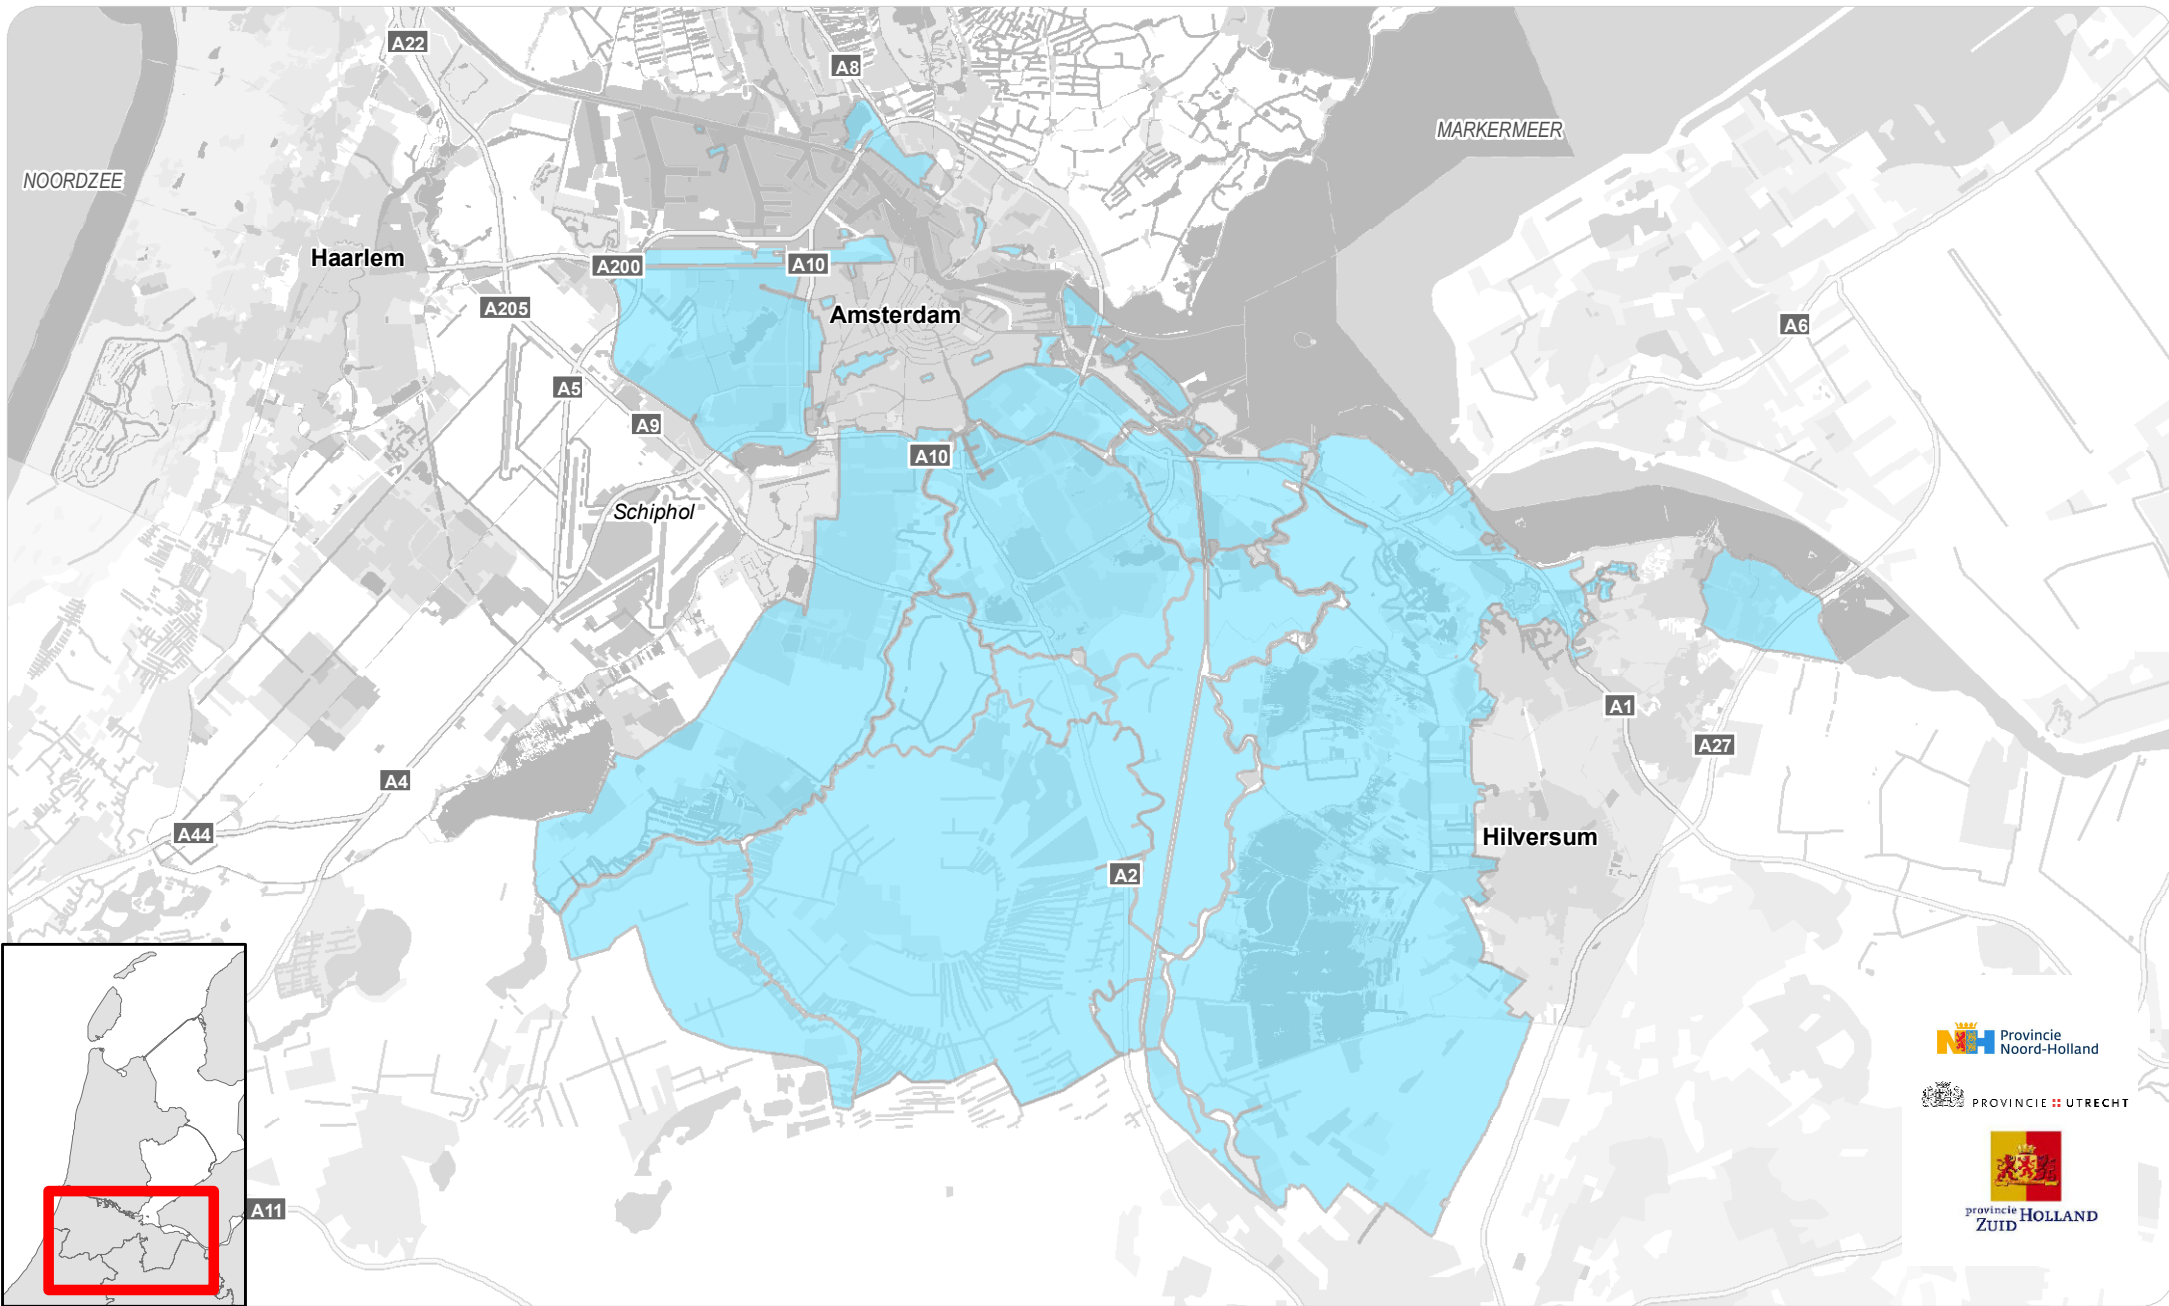 A22
A8
MARKERMEER
NOORDZEE
Haarlem
A200
A10
A205
Amsterdam
A6
A5
A9
A10
Schiphol
A1
A27
A4
A44
Hilversum
A2
Provincie
Noord-Holland
PROVINCIE UTRECHT
provincie
ZUID HOLLAND
A11